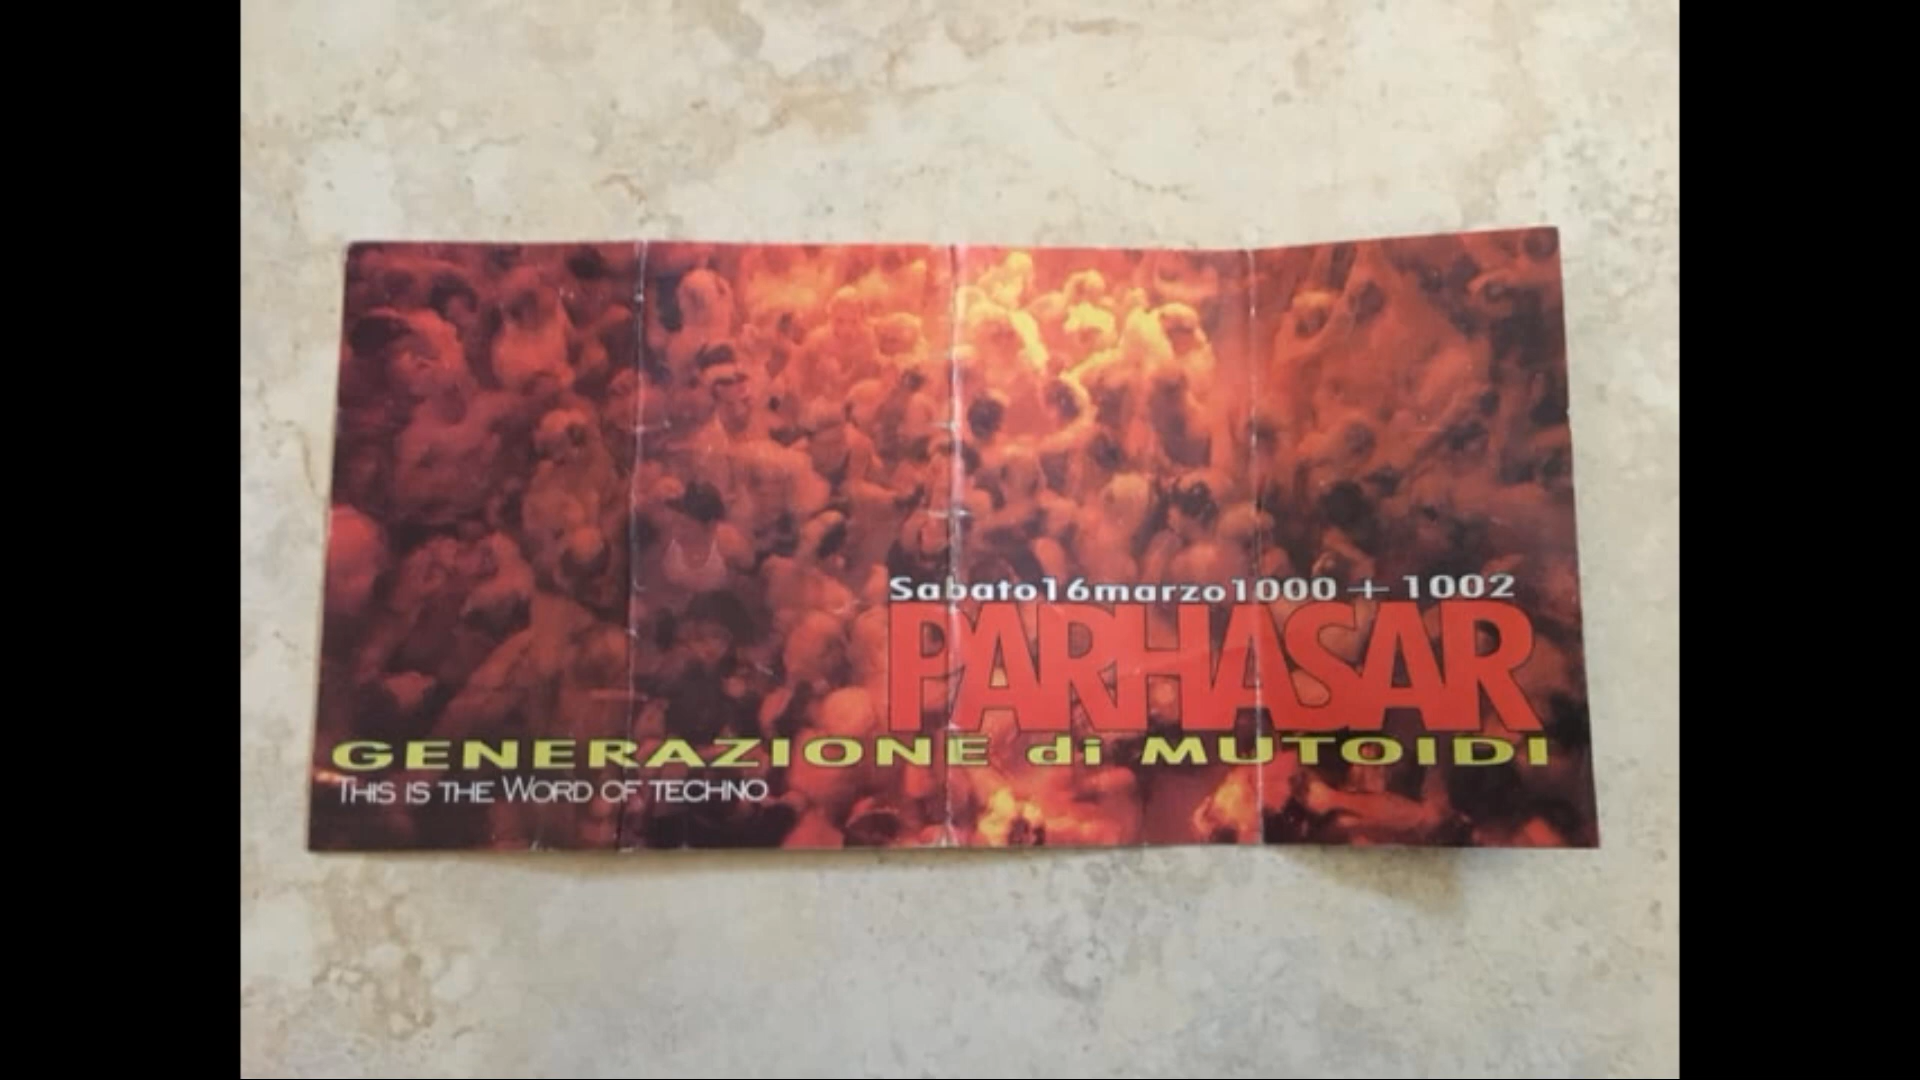 Sabato16marzo1000+1002
PARHASAR
GENERAZIONE di MUTOIDI
THIS IS THE WORD OF TECHNO